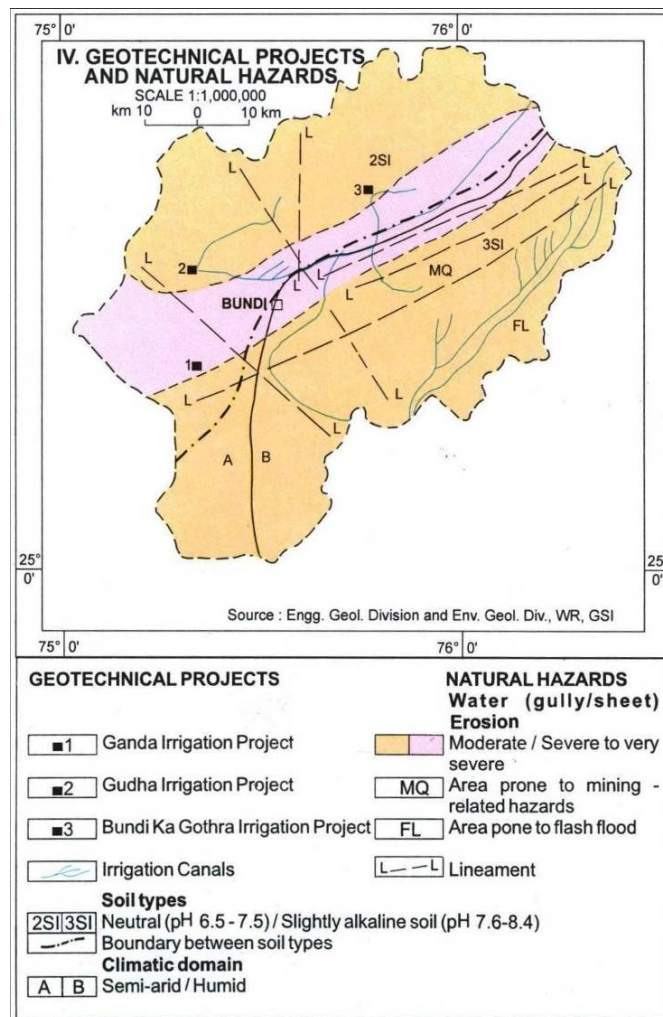 75° 0'
76° 0'
IV. GEOTECHNICAL PROJECTS
AND NATURAL HAZARDS
SCALE 1:1,000,000
km 10 0 10 km
L
L
2SI
3
L
L
L
L
3SI
2
L
L
MQ
L
BUNDI
FL
1
L
L
L
A B
25°
0'
25°
0'
Source : Engg. Geol. Division and Env. Geol. Div., WR, GSI
75° 0'
76° 0'
GEOTECHNICAL PROJECTS
1 Ganda Irrigation Project
2 Gudha Irrigation Project
3 Bundi Ka Gothra Irrigation Project
Irrigation Canals
Soil types
2SI 3SI Neutral (pH 6.5 - 7.5) / Slightly alkaline soil (pH 7.6-8.4)
Boundary between soil types
Climatic domain
A B Semi-arid / Humid
NATURAL HAZARDS
Water (gully/sheet)
Erosion
Moderate / Severe to very
severe
MQ Area prone to mining -
related hazards
FL Area pone to flash flood
L L Lineament